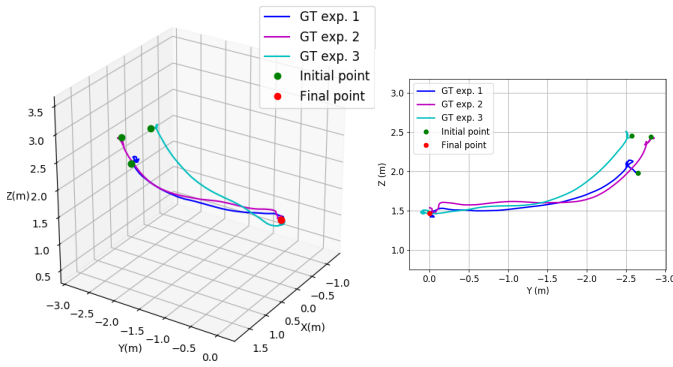 GT exp. 1
GT exp. 2
GT exp. 3
Initial point
Final point
3.5
3.0
2.5
2.0
1.5
1.0
0.5
Z(m)
−3.0
−2.5
−2.0
−1.5
−1.0
−0.5
0.0
Y(m)
−1.0
−0.5
0.0
0.5
1.0
1.5
X(m)
GT exp. 1
GT exp. 2
GT exp. 3
Initial point
Final point
3.0
2.5
2.0
1.5
1.0
Z (m)
0.0 −0.5 −1.0 −1.5 −2.0 −2.5 −3.0
Y (m)